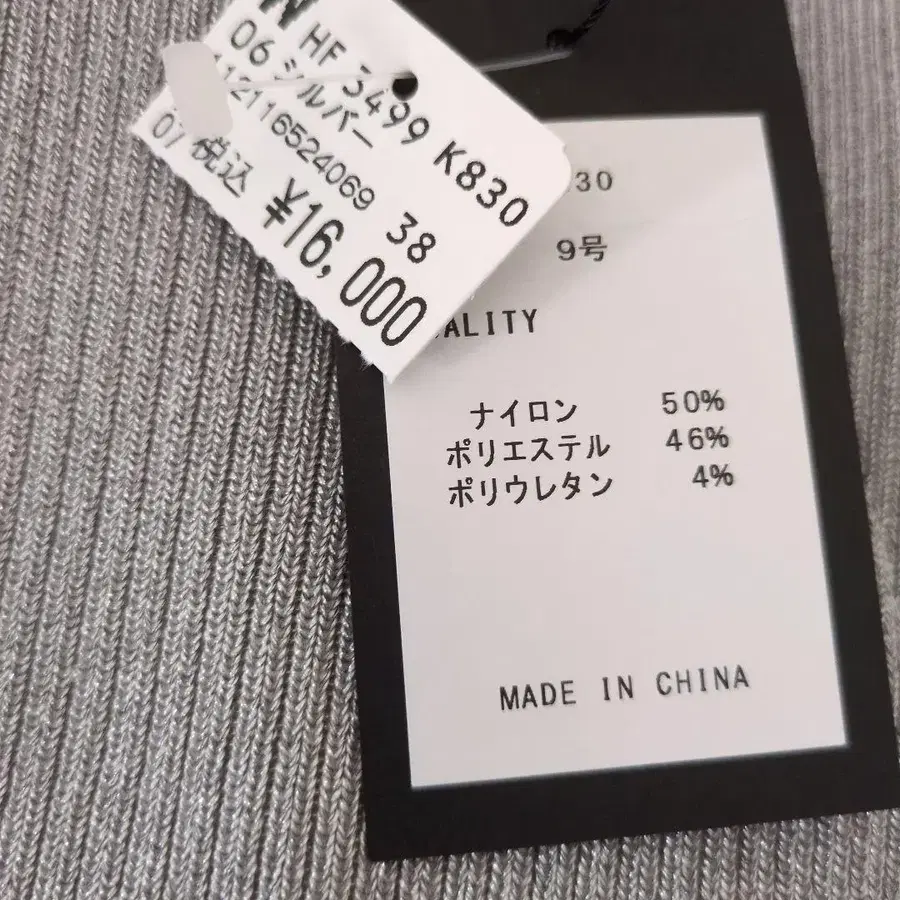 HF 3499 K830
06 シルバー
116524069 38
07 税込 ¥16,000
30
9号
ALITY
ナイロン 50%
ポリエステル 46%
ポリウレタン 4%
MADE IN CHINA